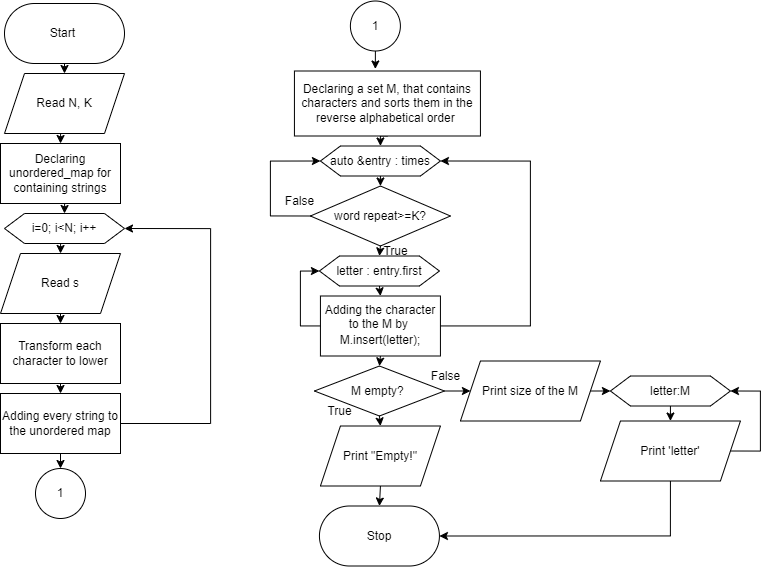 Start
Read N, K
Declaring
unordered_map for
containing strings
i=0; i<N; i++
Read s
Transform each
character to lower
Adding every string to
the unordered map
1
1
Declaring a set M, that contains
characters and sorts them in the
reverse alphabetical order
auto &entry : times
False
word repeat>=K?
True
letter : entry.first
Adding the character
to the M by
M.insert(letter);
M empty?
False
True
Print size of the M
letter:M
Print "Empty!"
Print 'letter'
Stop